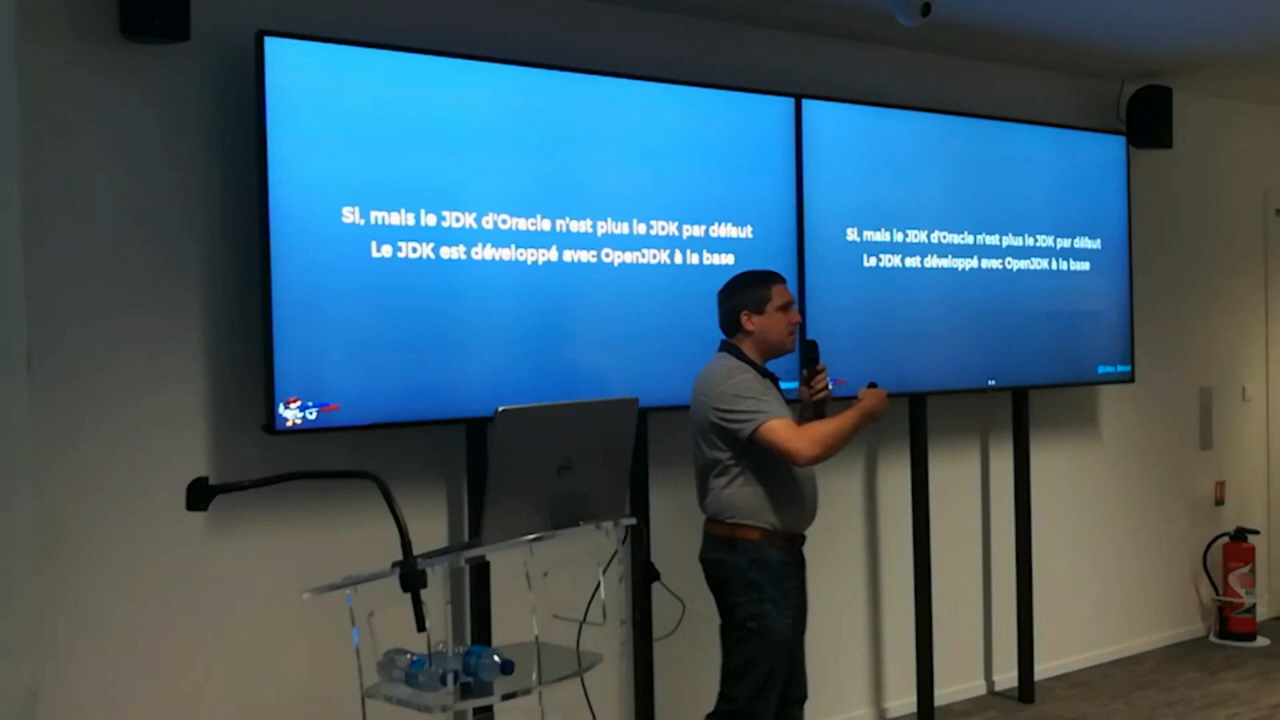 Si, mais le JDK d'Oracle n'est plus le JDK par défaut
Le JDK est développé avec OpenJDK à la base
Si, mais le JDK d'Oracle n'est plus le JDK par défaut
Le JDK est développé avec OpenJDK à la base